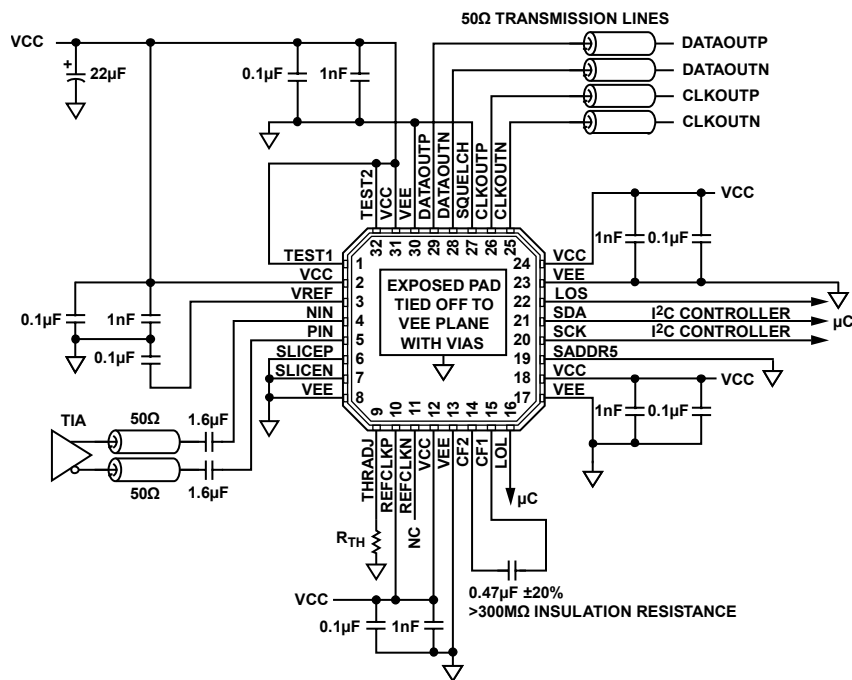 50Ω TRANSMISSION LINES
VCC
DATAOUTP
DATAOUTN
CLKOUTP
CLKOUTN
+
22µF
0.1µF
1nF
TEST2
VCC
VEE
DATAOUTP
DATAOUTN
SQUELCH
CLKOUTP
CLKOUTN
32
31
30
29
28
27
26
25
TEST1
VCC
VREF
NIN
PIN
SLICEP
SLICEN
VEE
1
2
3
4
5
6
7
8
EXPOSED PAD
TIED OFF TO
VEE PLANE
WITH VIAS
24
23
22
21
20
19
18
17
VCC
VEE
LOS
SDA
SCK
SADDR5
VCC
VEE
VCC
1nF
0.1µF
I²C CONTROLLER
I²C CONTROLLER
µC
VCC
1nF
0.1µF
0.1µF
1nF
0.1µF
TIA
50Ω
1.6µF
50Ω
1.6µF
9
10
11
12
13
14
15
16
THRADJ
REFCLKP
REFCLKN
VCC
VEE
CF2
CF1
LOL
µC
NC
RTH
0.47µF ±20%
>300MΩ INSULATION RESISTANCE
VCC
0.1µF
1nF